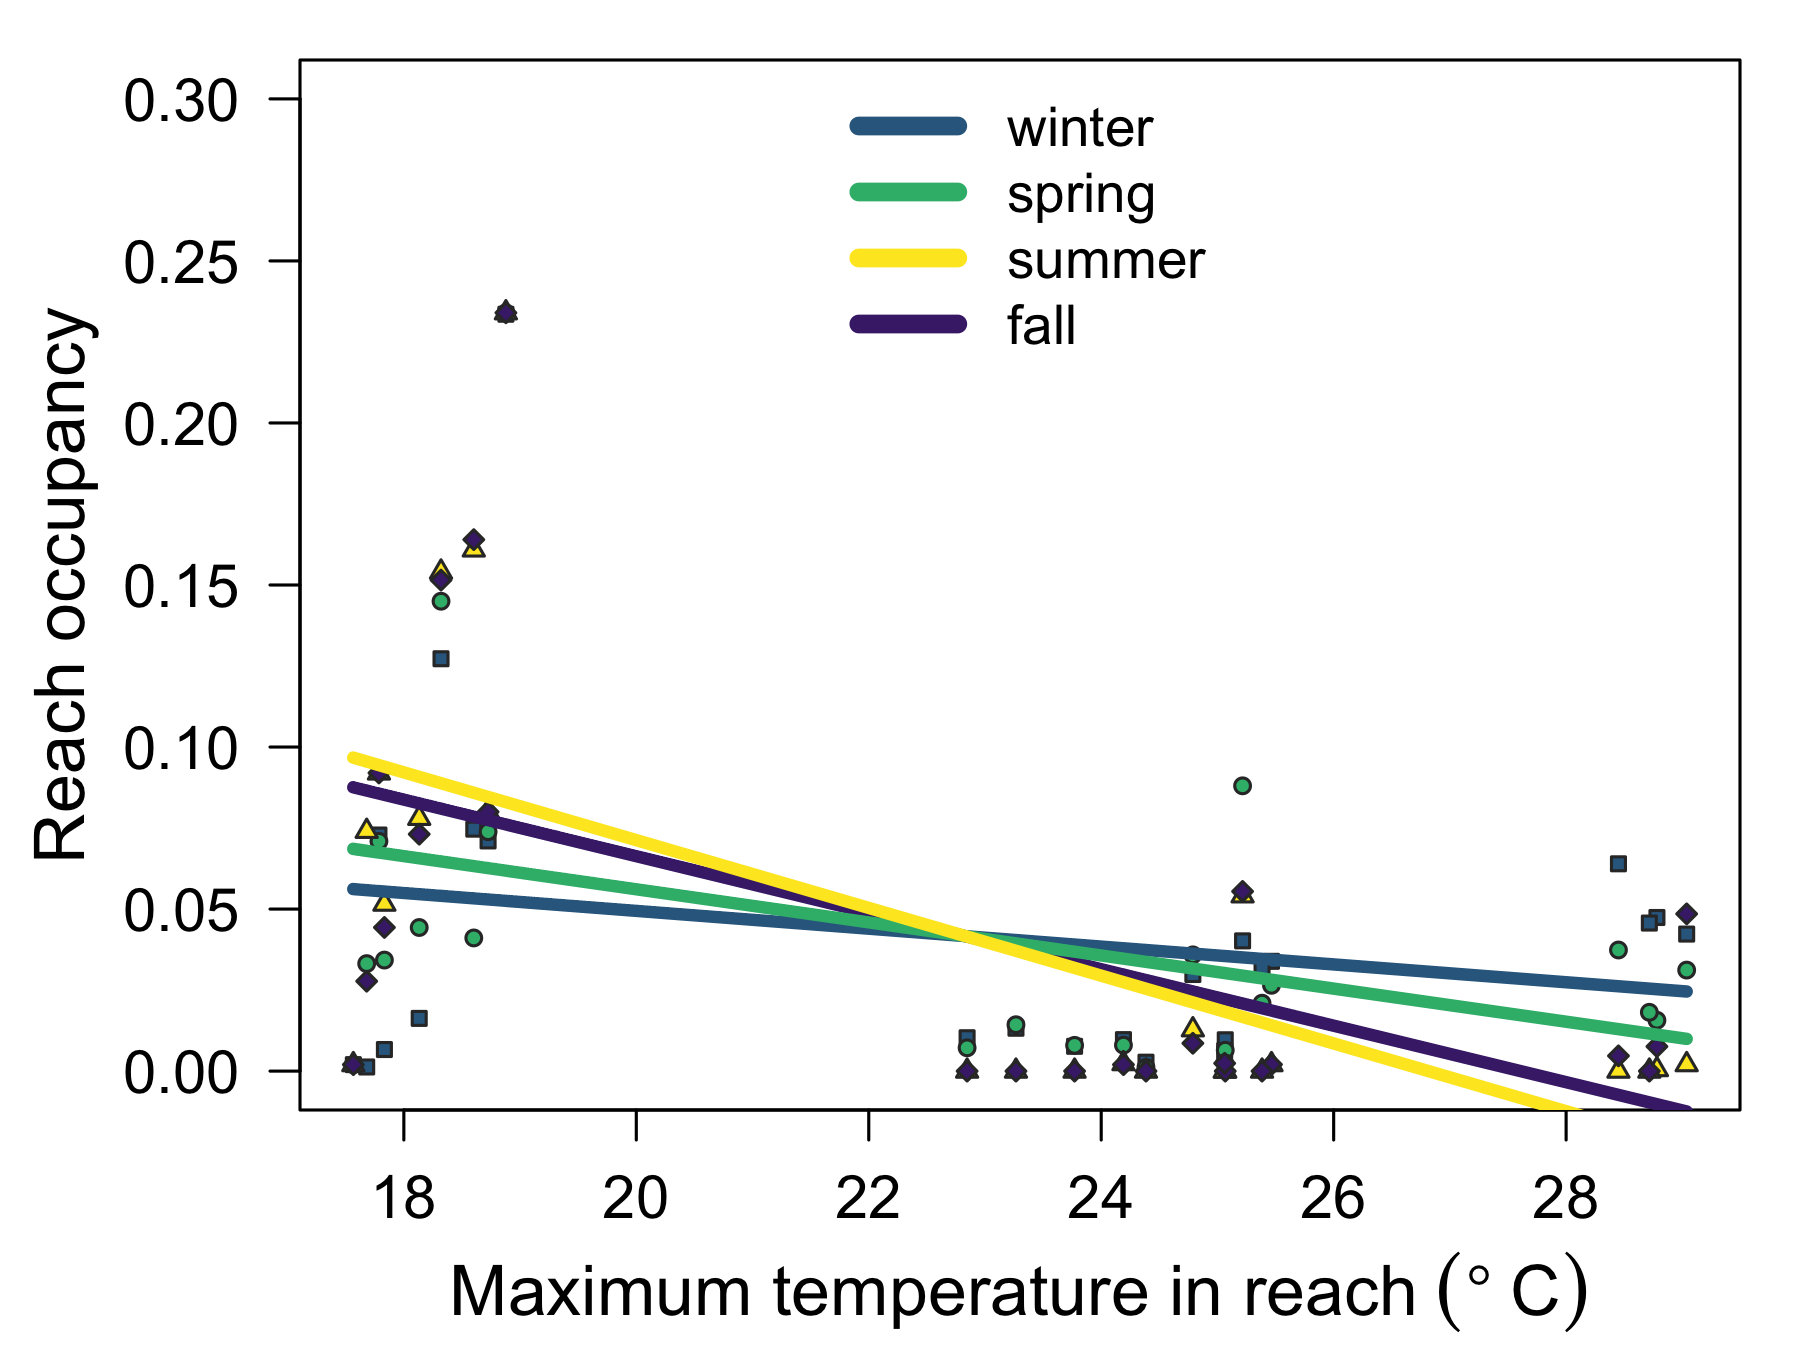 0.30
0.25
0.20
0.15
0.10
0.05
0.00
Reach occupancy
winter
spring
summer
fall
18 20 22 24 26 28
Maximum temperature in reach (° C)